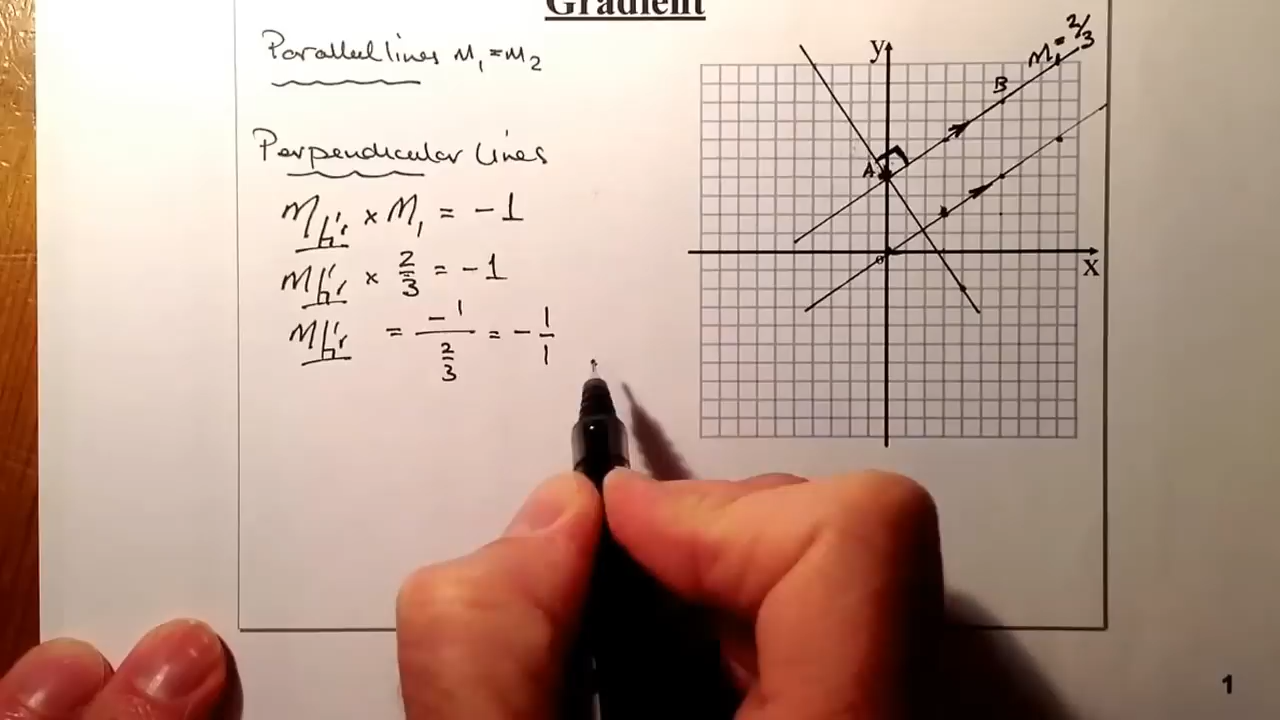 Gradient
Parallel lines M₁ = M₂
Perpendicular lines
M⊥'r × M₁ = -1
M⊥'r × 2/3 = -1
M⊥'r = -1/(2/3) = -1/1
y
M₁ = 2/3
B
A
o
x
1